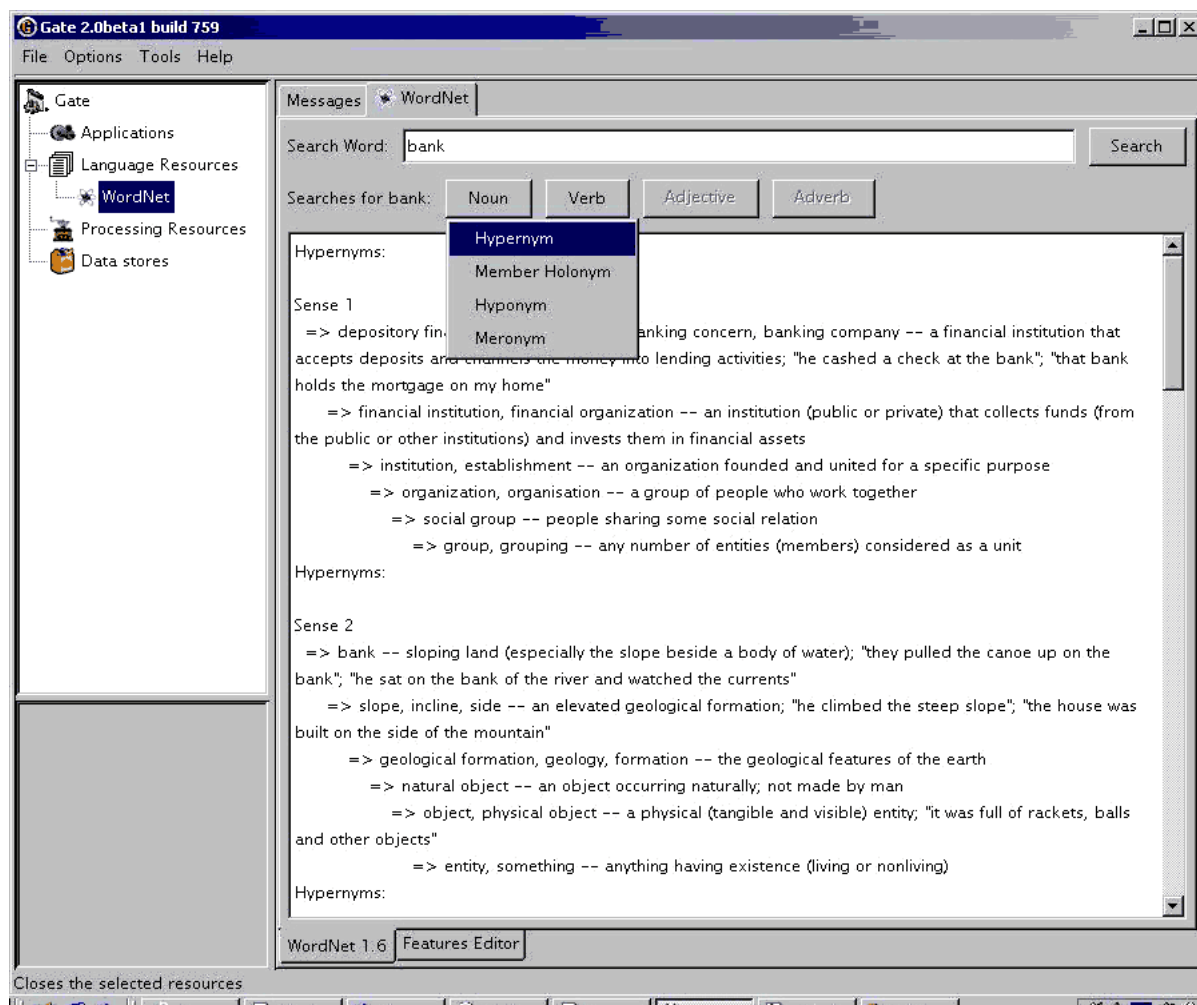 Gate 2.0beta1 build 759
File Options Tools Help
Gate
Applications
Language Resources
WordNet
Processing Resources
Data stores
Messages WordNet
Search Word: bank Search
Searches for bank: Noun Verb Adjective Adverb
Hypernym
Member Holonym
Hyponym
Meronym
Hypernyms:
Sense 1
=> depository banking concern, banking company -- a financial institution that
accepts deposits and channels the money into lending activities; "he cashed a check at the bank"; "that bank
holds the mortgage on my home"
=> financial institution, financial organization -- an institution (public or private) that collects funds (from
the public or other institutions) and invests them in financial assets
=> institution, establishment -- an organization founded and united for a specific purpose
=> organization, organisation -- a group of people who work together
=> social group -- people sharing some social relation
=> group, grouping -- any number of entities (members) considered as a unit
Hypernyms:
Sense 2
=> bank -- sloping land (especially the slope beside a body of water); "they pulled the canoe up on the
bank"; "he sat on the bank of the river and watched the currents"
=> slope, incline, side -- an elevated geological formation; "he climbed the steep slope"; "the house was
built on the side of the mountain"
=> geological formation, geology, formation -- the geological features of the earth
=> natural object -- an object occurring naturally; not made by man
=> object, physical object -- a physical (tangible and visible) entity; "it was full of rackets, balls
and other objects"
=> entity, something -- anything having existence (living or nonliving)
Hypernyms:
WordNet 1.6 Features Editor
Closes the selected resources